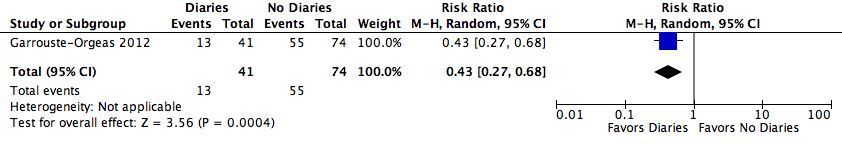 Diaries No Diaries Risk Ratio Risk Ratio
Study or Subgroup Events Total Events Total Weight M-H, Random, 95% CI M-H, Random, 95% CI
Garrouste-Orgeas 2012 13 41 55 74 100.0% 0.43 [0.27, 0.68]
Total (95% CI) 41 74 100.0% 0.43 [0.27, 0.68]
Total events 13 55
Heterogeneity: Not applicable
Test for overall effect: Z = 3.56 (P = 0.0004)
0.01 0.1 1 10 100
Favors Diaries Favors No Diaries